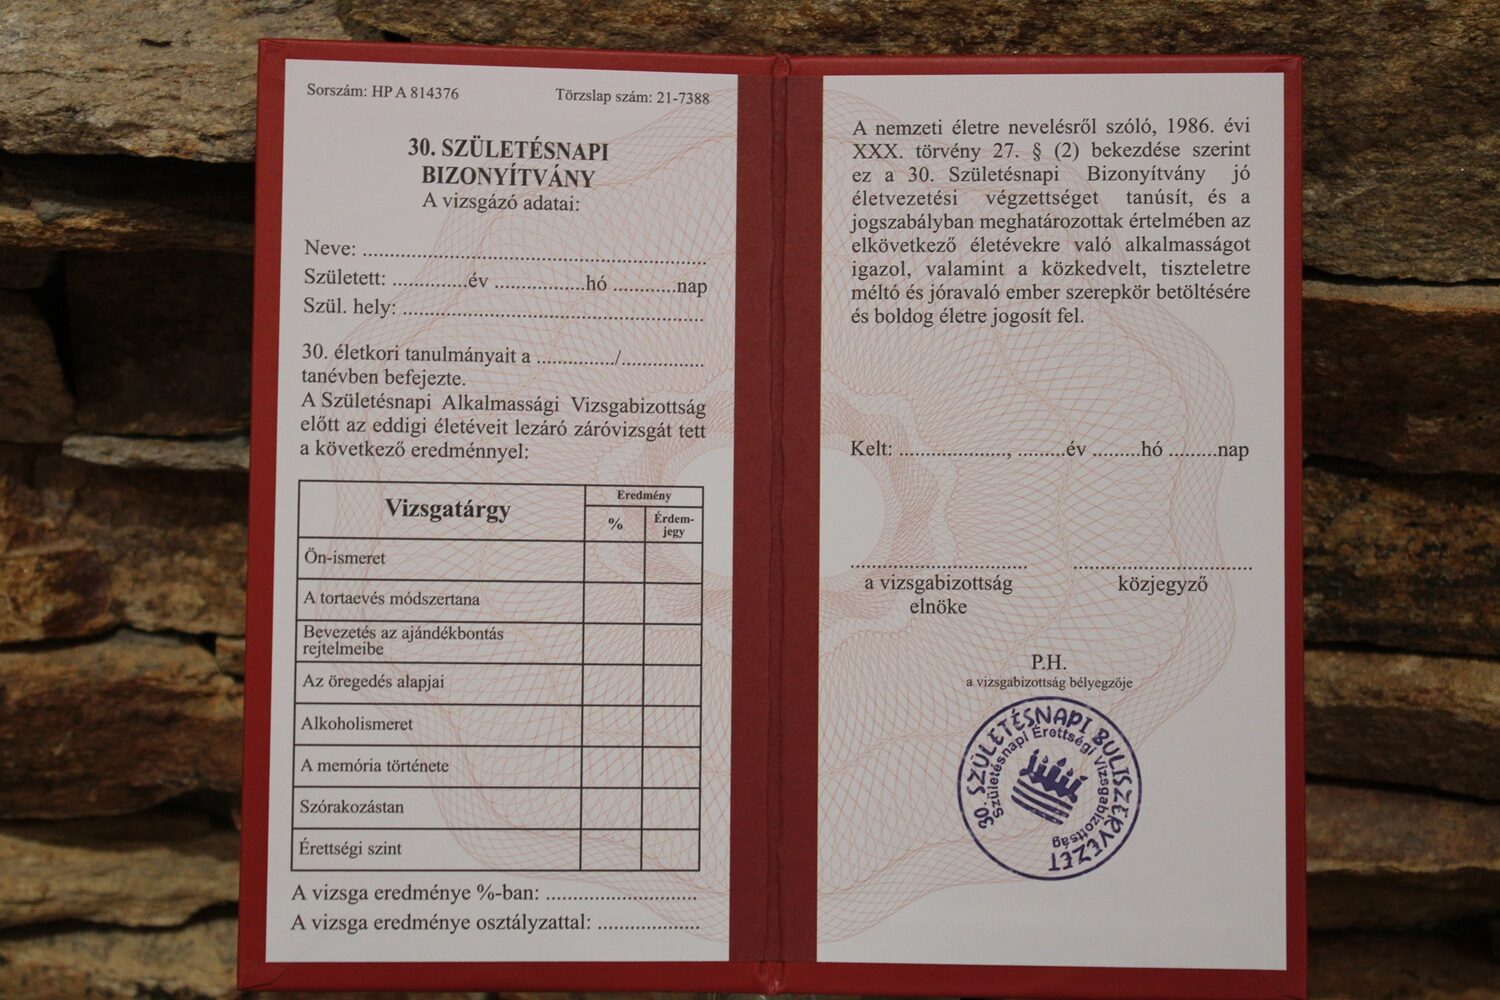 Sorszám: HP A 814376
Törzslap szám: 21-7388
30. SZÜLETÉSNAPI
BIZONYÍTVÁNY
A vizsgázó adatai:
Neve: ..............................................................
Született: ..............év .................hó ............nap
Szül. hely: .......................................................
30. életkori tanulmányait a .............../................
tanévben befejezte.
A Születésnapi Alkalmassági Vizsgabizottság
előtt az eddigi életéveit lezáró záróvizsgát tett
a következő eredménnyel:
Vizsgatárgy
Eredmény
%
Érdem-
jegy
Ön-ismeret
A tortaevés módszertana
Bevezetés az ajándékbontás
rejtelmeibe
Az öregedés alapjai
Alkoholismeret
A memória története
Szórakozástan
Érettségi szint
A vizsga eredménye %-ban: ............................
A vizsga eredménye osztályzattal: ...................
A nemzeti életre nevelésről szóló, 1986. évi
XXX. törvény 27. § (2) bekezdése szerint
ez a 30. Születésnapi Bizonyítvány jó
életvezetési végzettséget tanúsít, és a
jogszabályban meghatározottak értelmében az
elkövetkező életévekre való alkalmasságot
igazol, valamint a közkedvelt, tiszteletre
méltó és jóravaló ember szerepkör betöltésére
és boldog életre jogosít fel.
Kelt: ...................., .........év .........hó .........nap
a vizsgabizottság
elnöke
közjegyző
P.H.
a vizsgabizottság bélyegzője
30. SZÜLETÉSNAPI BULISZERVEZET
Születésnapi Érettségi Vizsgabizottság